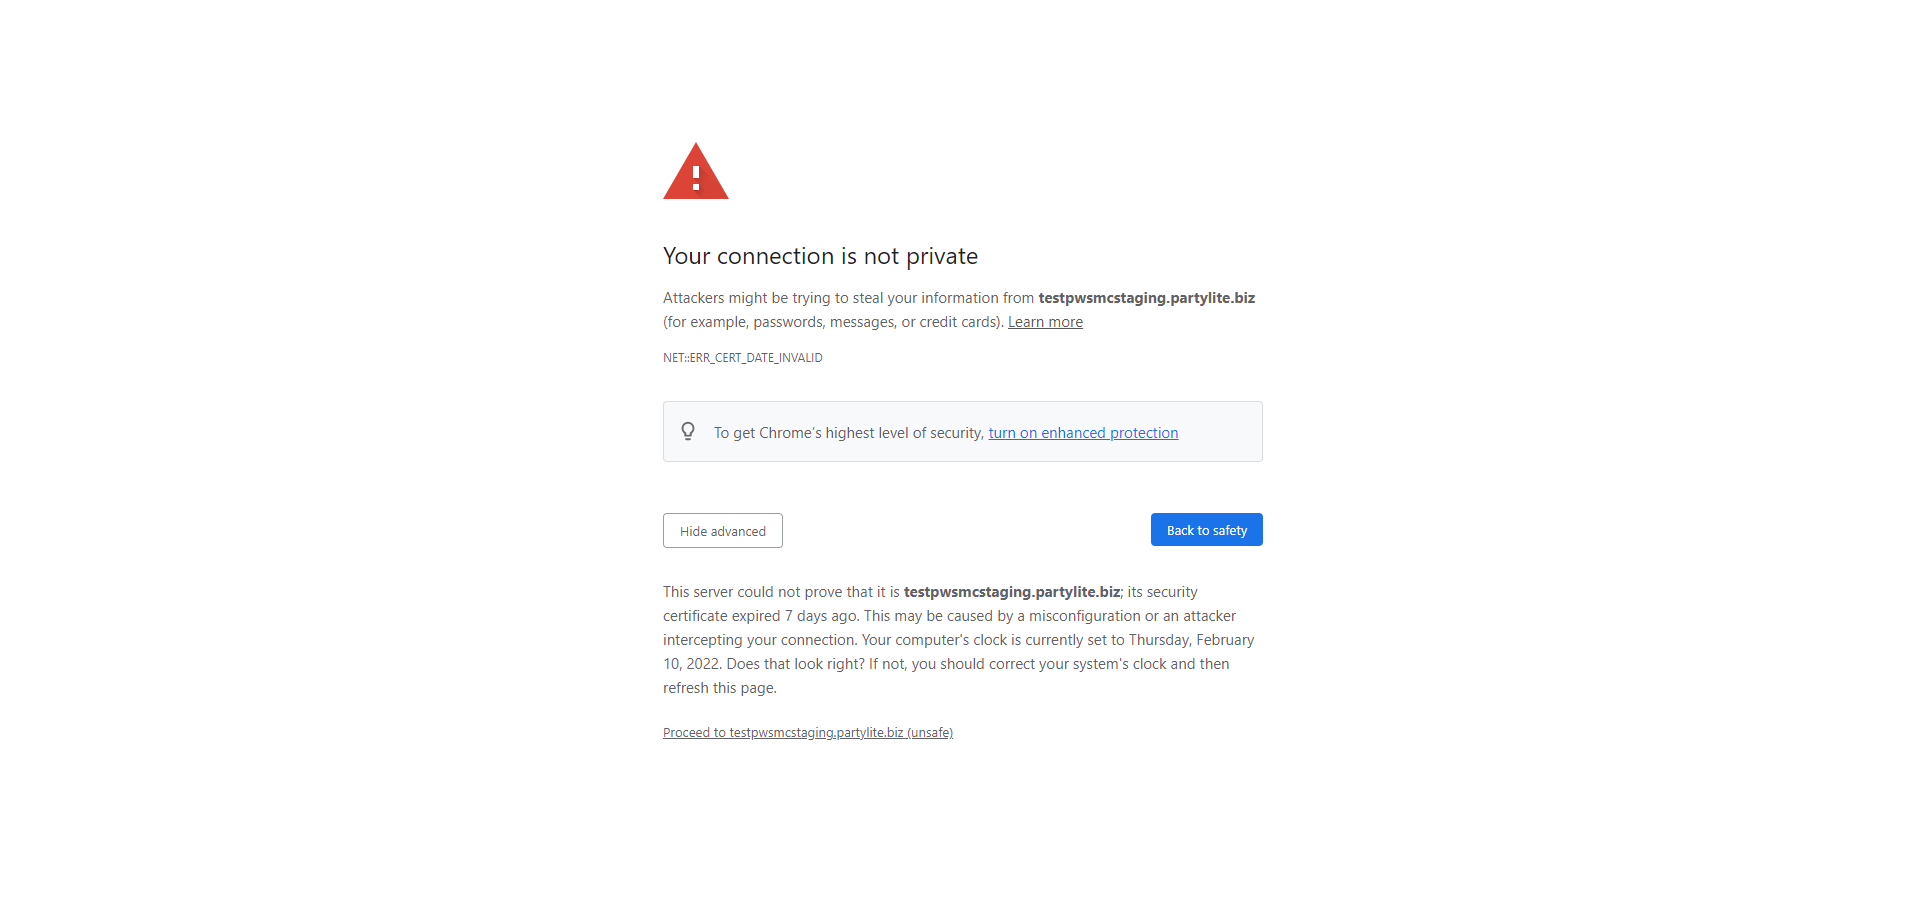 Your connection is not private
Attackers might be trying to steal your information from testpwsmcstaging.partylite.biz
(for example, passwords, messages, or credit cards). Learn more
NET::ERR_CERT_DATE_INVALID
To get Chrome's highest level of security, turn on enhanced protection
Hide advanced
Back to safety
This server could not prove that it is testpwsmcstaging.partylite.biz; its security
certificate expired 7 days ago. This may be caused by a misconfiguration or an attacker
intercepting your connection. Your computer's clock is currently set to Thursday, February
10, 2022. Does that look right? If not, you should correct your system's clock and then
refresh this page.
Proceed to testpwsmcstaging.partylite.biz (unsafe)